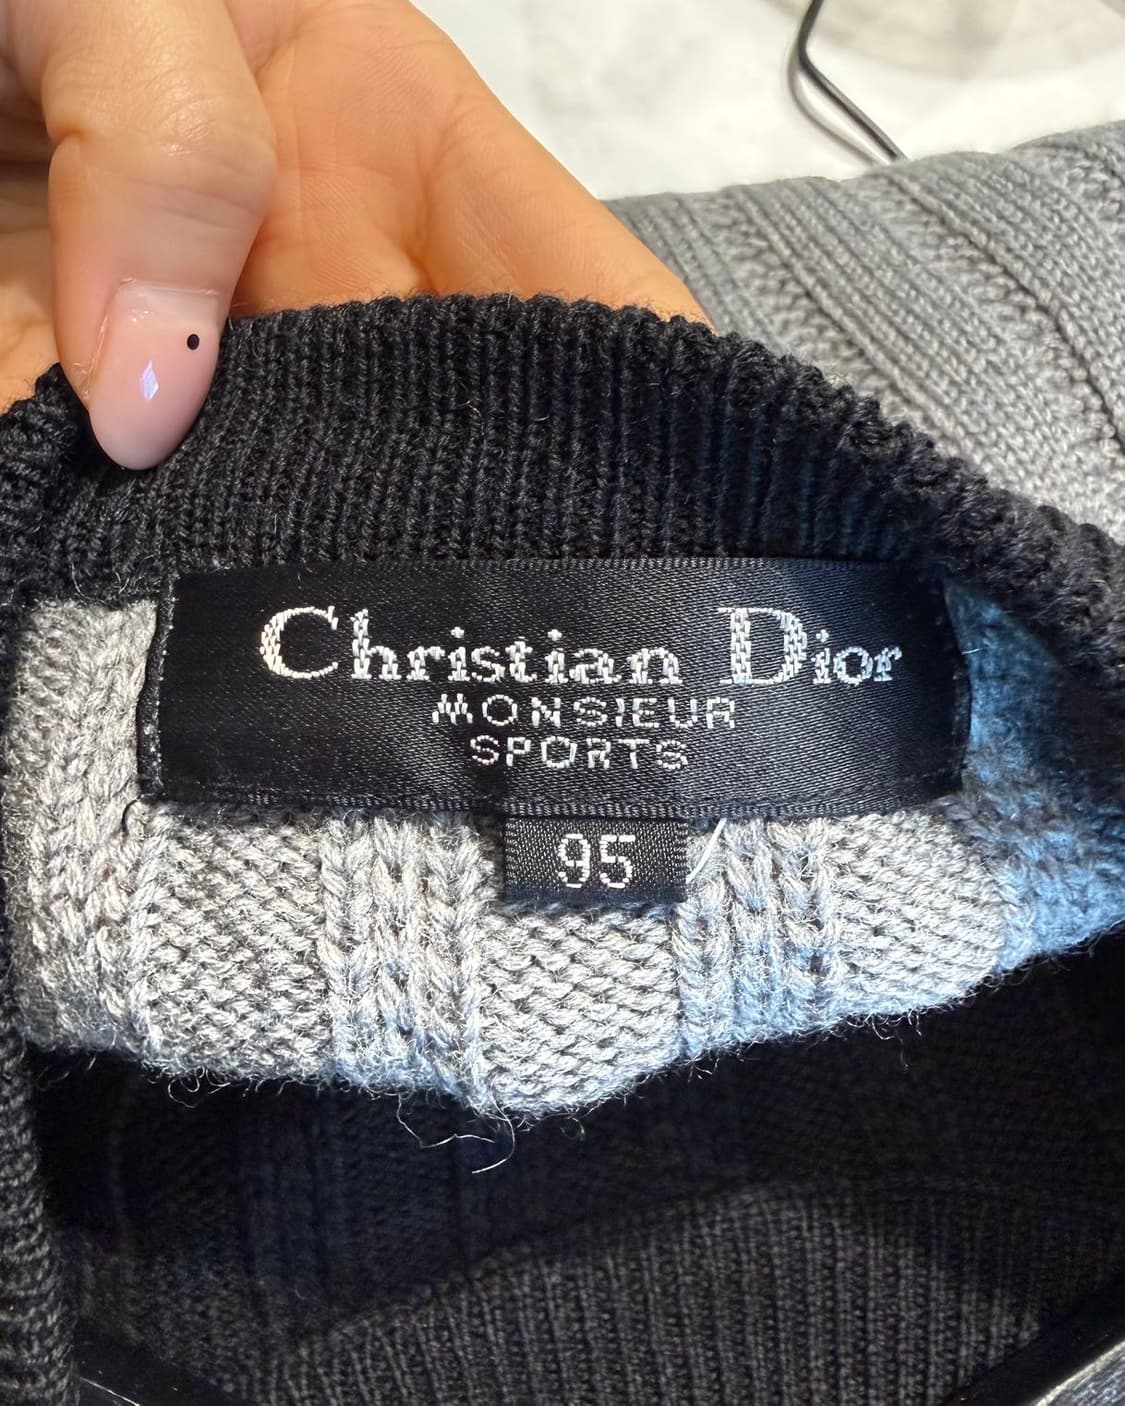 Christian Dior
MONSIEUR
SPORTS
95